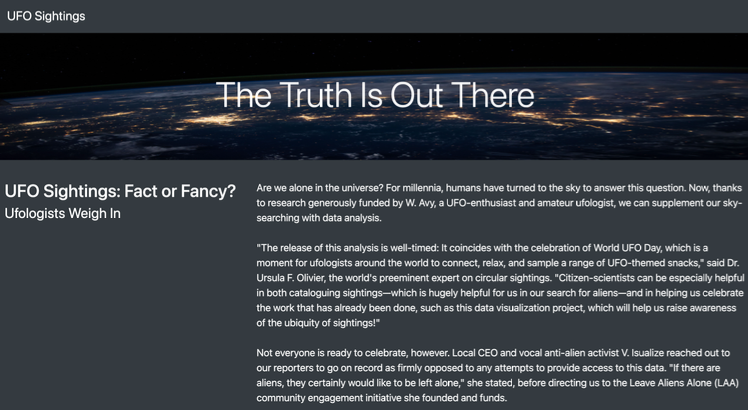 UFO Sightings
The Truth Is Out There
UFO Sightings: Fact or Fancy?
Ufologists Weigh In
Are we alone in the universe? For millennia, humans have turned to the sky to answer this question. Now, thanks
to research generously funded by W. Avy, a UFO-enthusiast and amateur ufologist, we can supplement our sky-
searching with data analysis.
"The release of this analysis is well-timed: It coincides with the celebration of World UFO Day, which is a
moment for ufologists around the world to connect, relax, and sample a range of UFO-themed snacks," said Dr.
Ursula F. Olivier, the world's preeminent expert on circular sightings. "Citizen-scientists can be especially helpful
in both cataloguing sightings—which is hugely helpful for us in our search for aliens—and in helping us celebrate
the work that has already been done, such as this data visualization project, which will help us raise awareness
of the ubiquity of sightings!"
Not everyone is ready to celebrate, however. Local CEO and vocal anti-alien activist V. Isualize reached out to
our reporters to go on record as firmly opposed to any attempts to provide access to this data. "If there are
aliens, they certainly would like to be left alone," she stated, before directing us to the Leave Aliens Alone (LAA)
community engagement initiative she founded and funds.